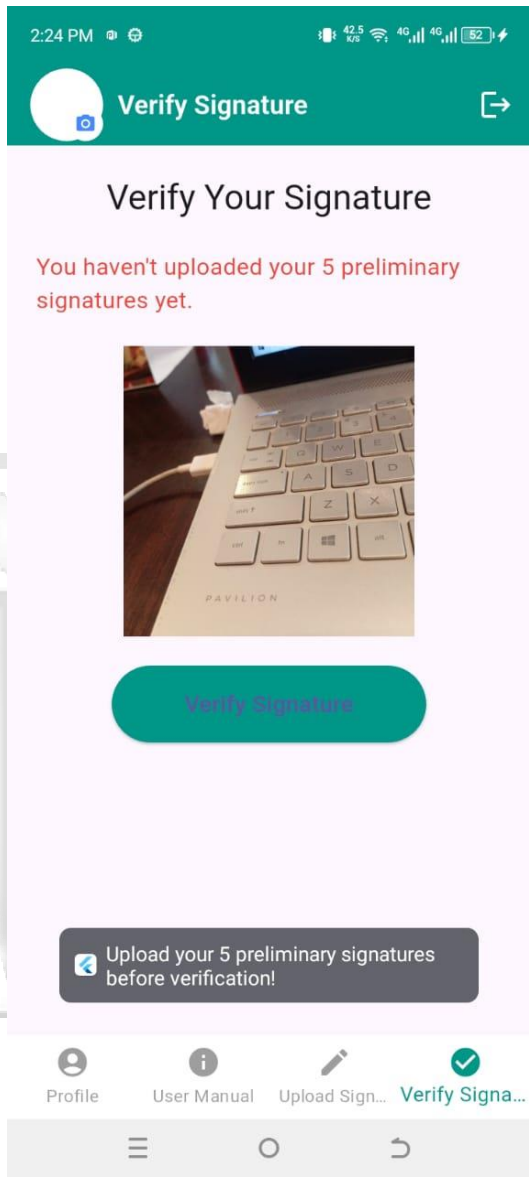 2:24 PM
42.5
K/S
4G
4G
52
Verify Signature
Verify Your Signature
You haven't uploaded your 5 preliminary
signatures yet.
Q W E
A S D
Z X
ctrl fn alt
PAVILION
Verify Signature
Upload your 5 preliminary signatures
before verification!
Profile
User Manual
Upload Sign...
Verify Signa...